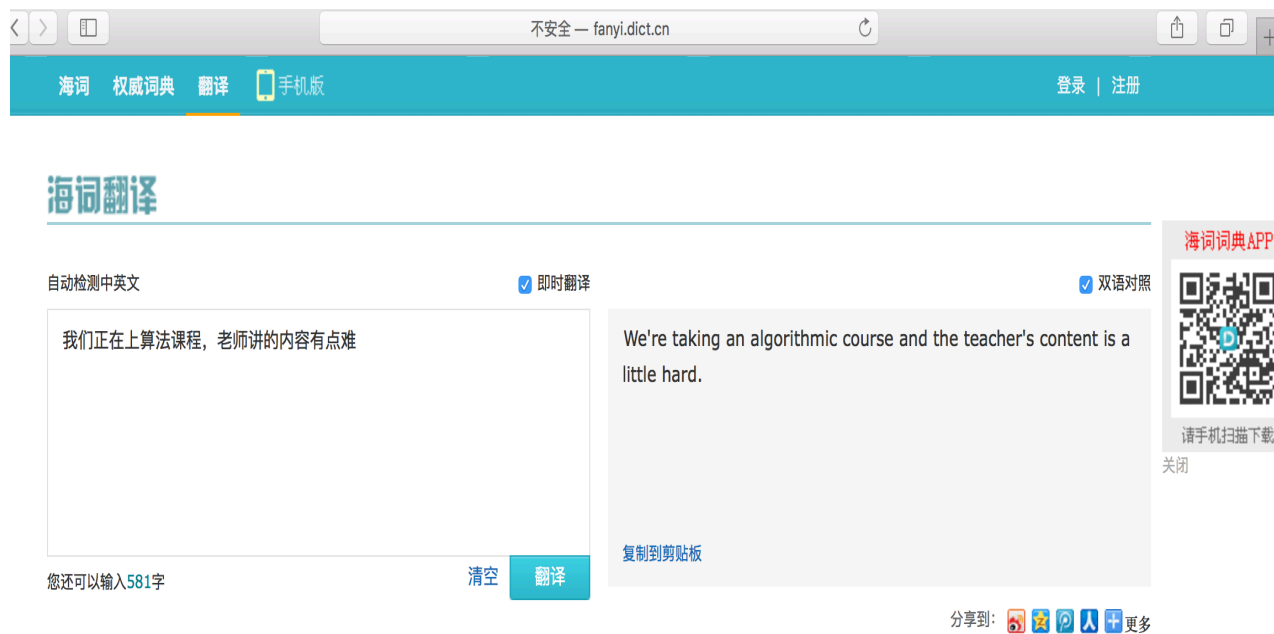 不安全 — fanyi.dict.cn
海词 权威词典 翻译 手机版 登录 | 注册
海词翻译
海词词典APP
自动检测中英文 即时翻译 双语对照
我们正在上算法课程，老师讲的内容有点难
We're taking an algorithmic course and the teacher's content is a
little hard.
请手机扫描下载
关闭
复制到剪贴板
您还可以输入581字 清空 翻译
分享到： 更多